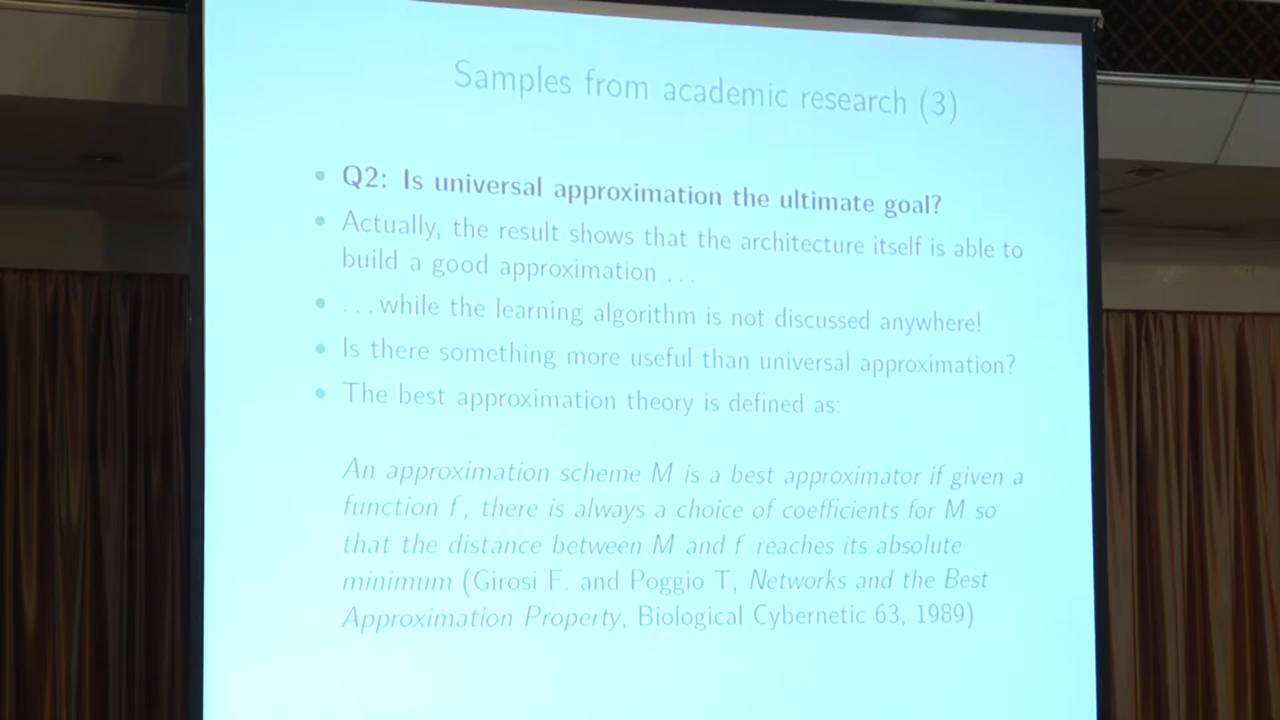 Samples from academic research (3)
• Q2: Is universal approximation the ultimate goal?
• Actually, the result shows that the architecture itself is able to
build a good approximation . . .
• . . . while the learning algorithm is not discussed anywhere!
• Is there something more useful than universal approximation?
• The best approximation theory is defined as:
An approximation scheme M is a best approximator if given a
function f, there is always a choice of coefficients for M so
that the distance between M and f reaches its absolute
minimum (Girosi F. and Poggio T, Networks and the Best
Approximation Property, Biological Cybernetic 63, 1989)